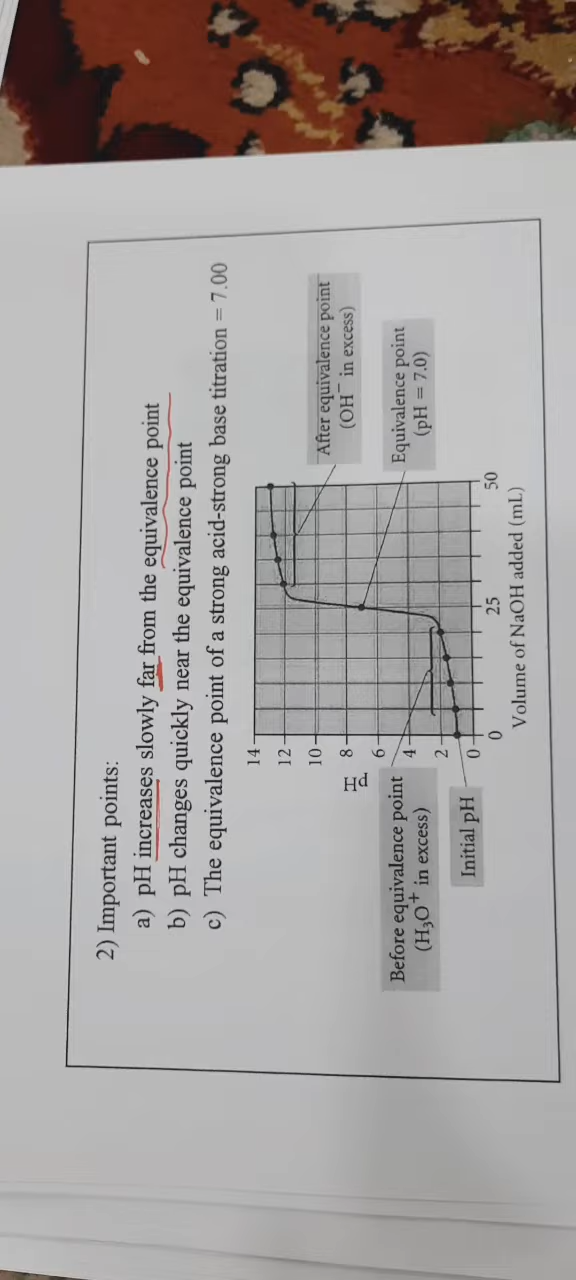 2) Important points:
a) pH increases slowly far from the equivalence point
b) pH changes quickly near the equivalence point
c) The equivalence point of a strong acid-strong base titration = 7.00
14
12
10
8
6
4
2
0
pH
After equivalence point
(OH⁻ in excess)
Equivalence point
(pH = 7.0)
Before equivalence point
(H₃O⁺ in excess)
Initial pH
0 25 50
Volume of NaOH added (mL)